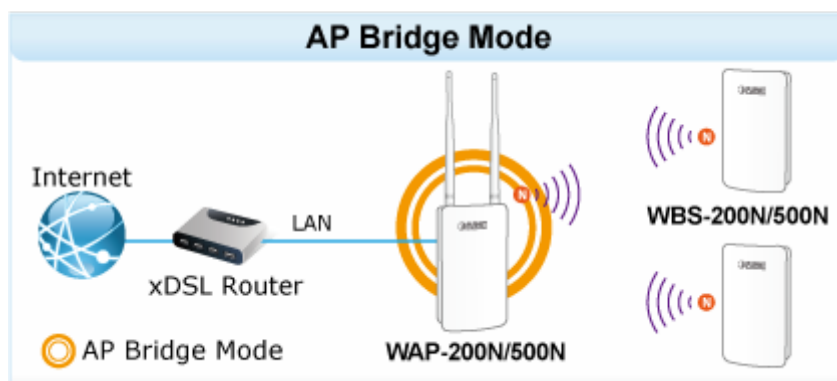 AP Bridge Mode
Internet
LAN
xDSL Router
AP Bridge Mode
WAP-200N/500N
N
N
WBS-200N/500N
N